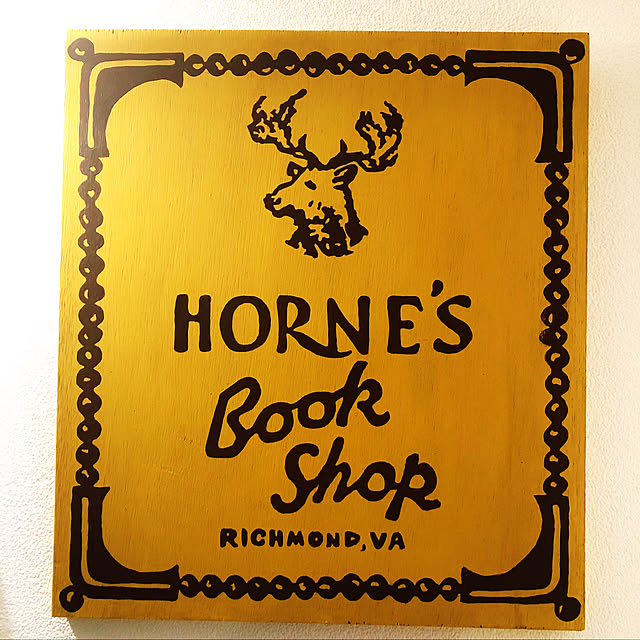 HORNE'S
Book
Shop
RICHMOND, VA